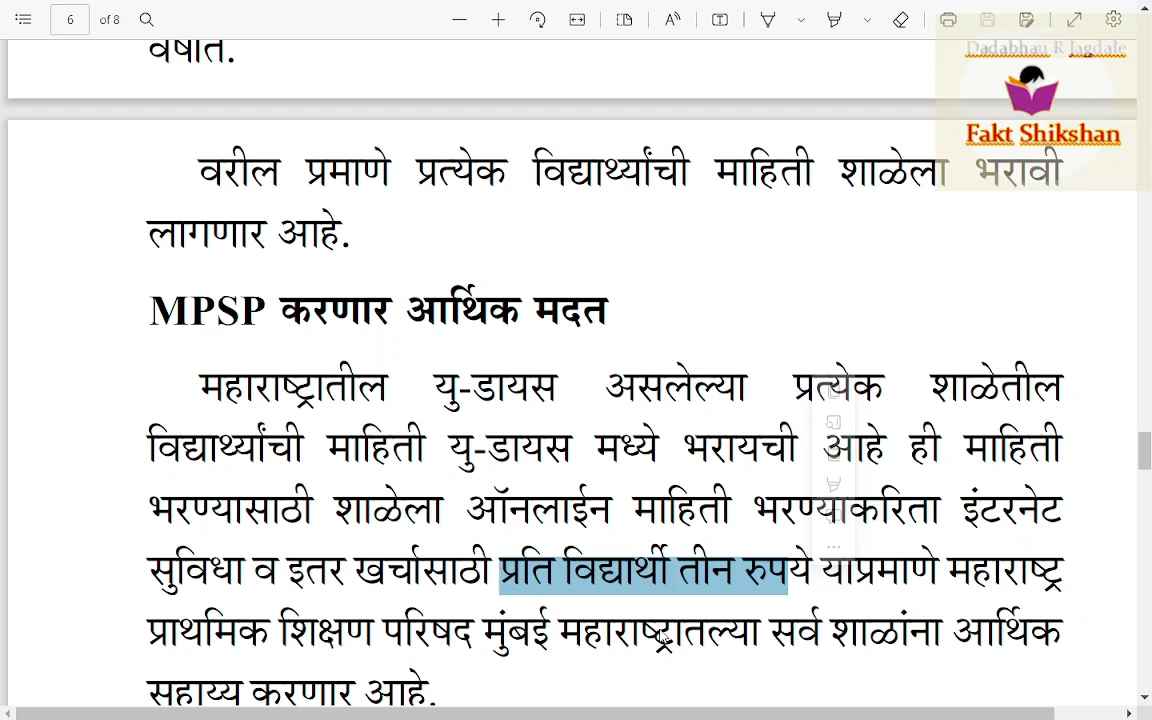 6 of 8
वर्षात.
Dadabhau R Jagdale
Fakt Shikshan
वरील प्रमाणे प्रत्येक विद्यार्थ्यांची माहिती शाळेला भरावी
लागणार आहे.
MPSP करणार आर्थिक मदत
महाराष्ट्रातील यु-डायस असलेल्या प्रत्येक शाळेतील
विद्यार्थ्यांची माहिती यु-डायस मध्ये भरायची आहे ही माहिती
भरण्यासाठी शाळेला ऑनलाईन माहिती भरण्याकरिता इंटरनेट
सुविधा व इतर खर्चासाठी प्रति विद्यार्थी तीन रुपये याप्रमाणे महाराष्ट्र
प्राथमिक शिक्षण परिषद मुंबई महाराष्ट्रातल्या सर्व शाळांना आर्थिक
सहाय्य करणार आहे.